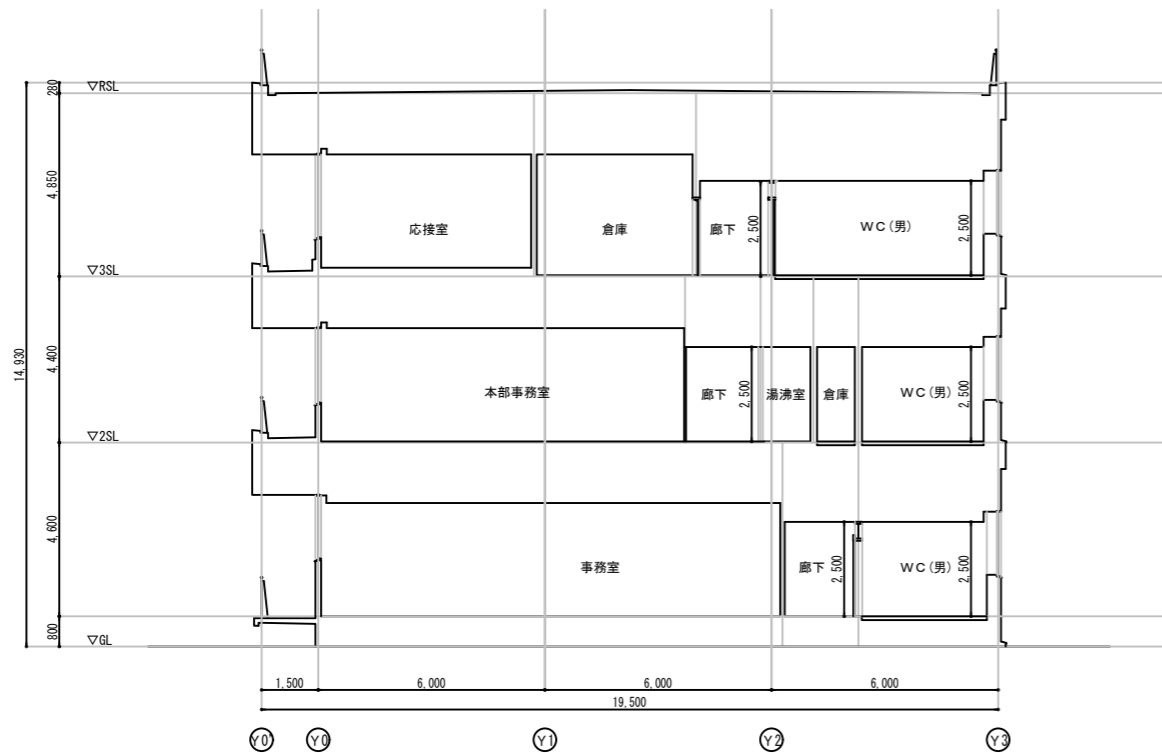 280
▽RSL
4,850
応接室
倉庫
廊下
2,500
WC(男)
2,500
▽3SL
14,930
4,400
本部事務室
廊下
2,500
湯沸室
倉庫
WC(男)
2,500
▽2SL
4,600
事務室
廊下
2,500
WC(男)
2,500
800
▽GL
1,500
6,000
6,000
6,000
19,500
Y0'
Y0
Y1
Y2
Y3